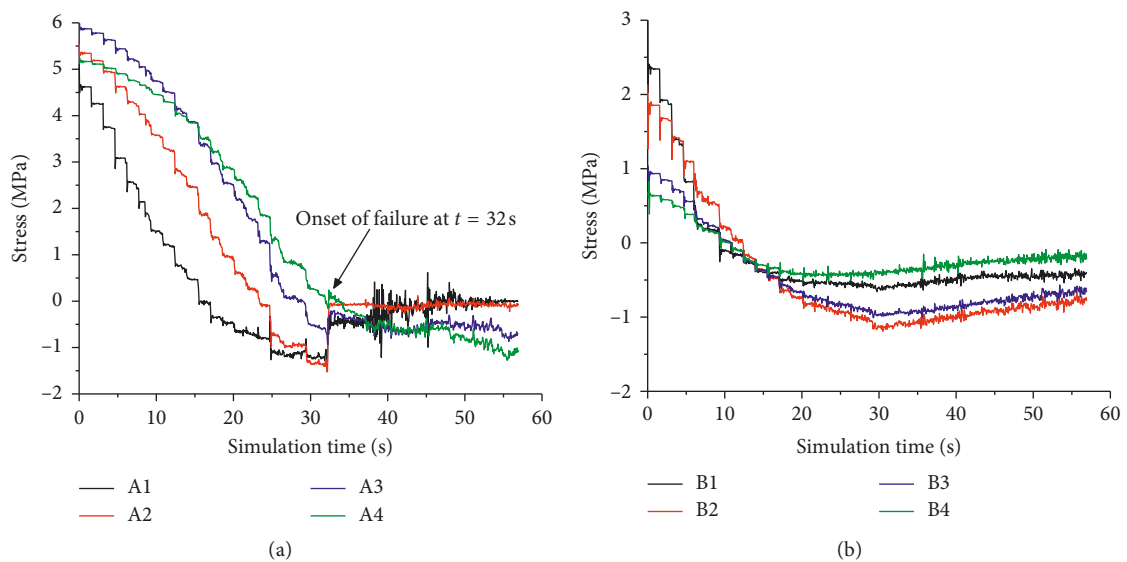 6
5
4
3
2
1
0
−1
−2
Stress (MPa)
Onset of failure at t = 32 s
0 10 20 30 40 50 60
Simulation time (s)
A1 A3
A2 A4
(a)
3
2
1
0
−1
−2
Stress (MPa)
0 10 20 30 40 50 60
Simulation time (s)
B1 B3
B2 B4
(b)